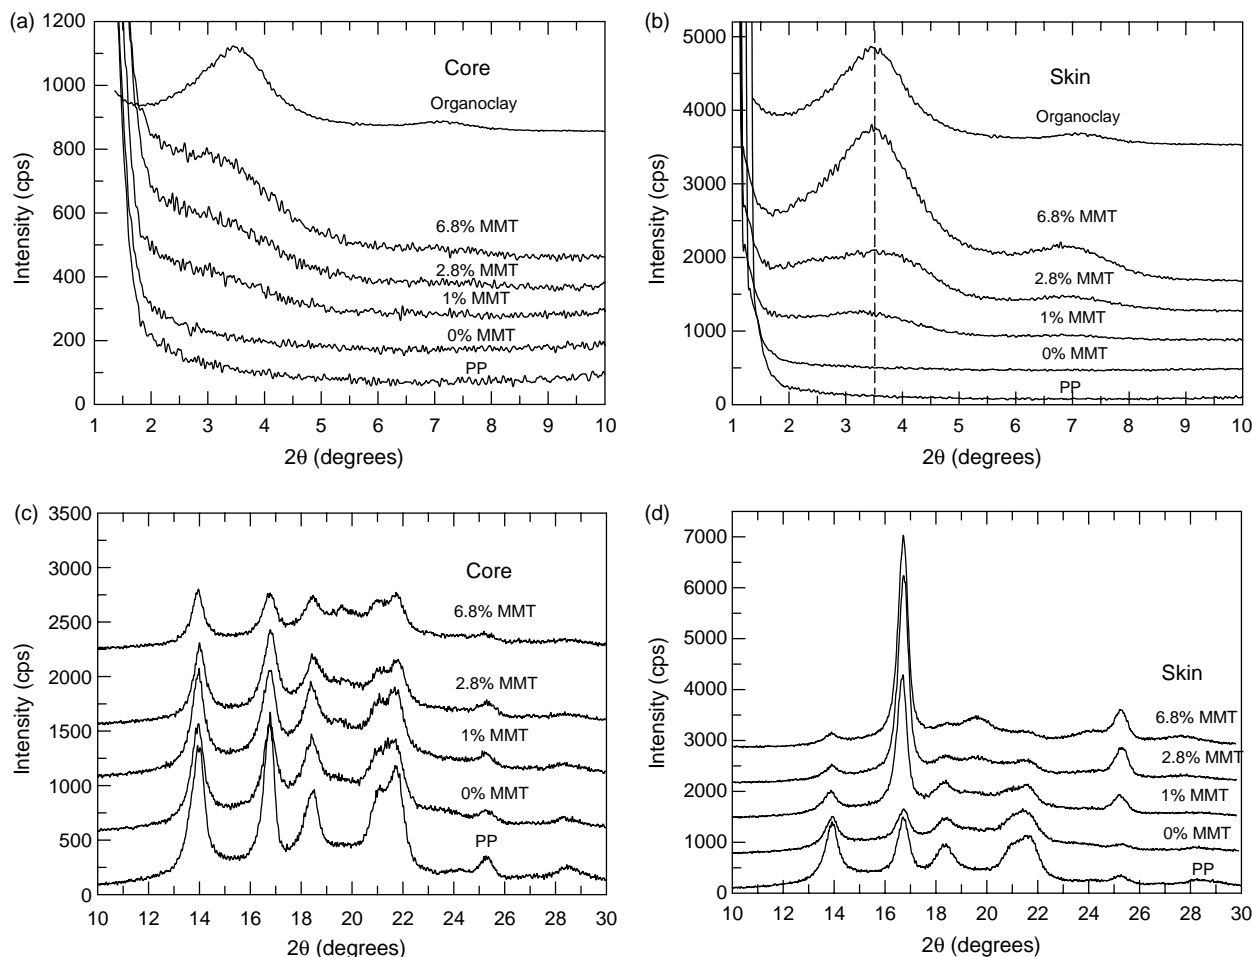 (a)
1200
1000
800
600
400
200
0
Intensity (cps)
Core
Organoclay
6.8% MMT
2.8% MMT
1% MMT
0% MMT
PP
1 2 3 4 5 6 7 8 9 10
2θ (degrees)
(b)
5000
4000
3000
2000
1000
0
Intensity (cps)
Skin
Organoclay
6.8% MMT
2.8% MMT
1% MMT
0% MMT
PP
1 2 3 4 5 6 7 8 9 10
2θ (degrees)
(c)
3500
3000
2500
2000
1500
1000
500
0
Intensity (cps)
Core
6.8% MMT
2.8% MMT
1% MMT
0% MMT
PP
10 12 14 16 18 20 22 24 26 28 30
2θ (degrees)
(d)
7000
6000
5000
4000
3000
2000
1000
0
Intensity (cps)
Skin
6.8% MMT
2.8% MMT
1% MMT
0% MMT
PP
10 12 14 16 18 20 22 24 26 28 30
2θ (degrees)